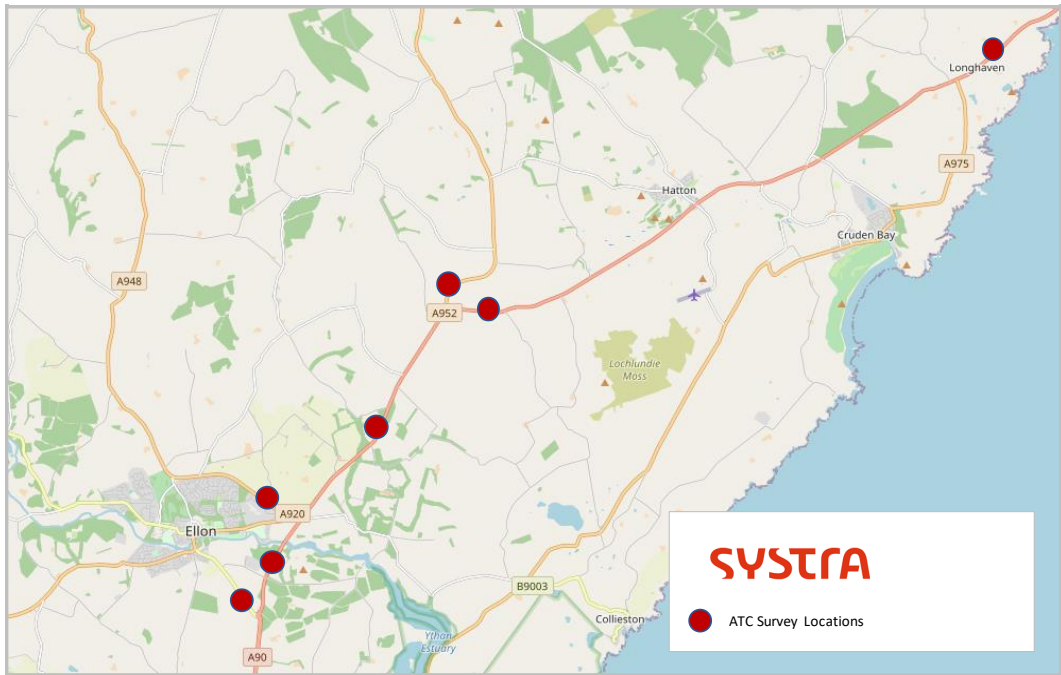 Longhaven
A975
Hatton
Cruden Bay
A948
A952
Lochlundie
Moss
A920
Ellon
SYSTRA
B9003
Collieston
ATC Survey Locations
Ythan
Estuary
A90